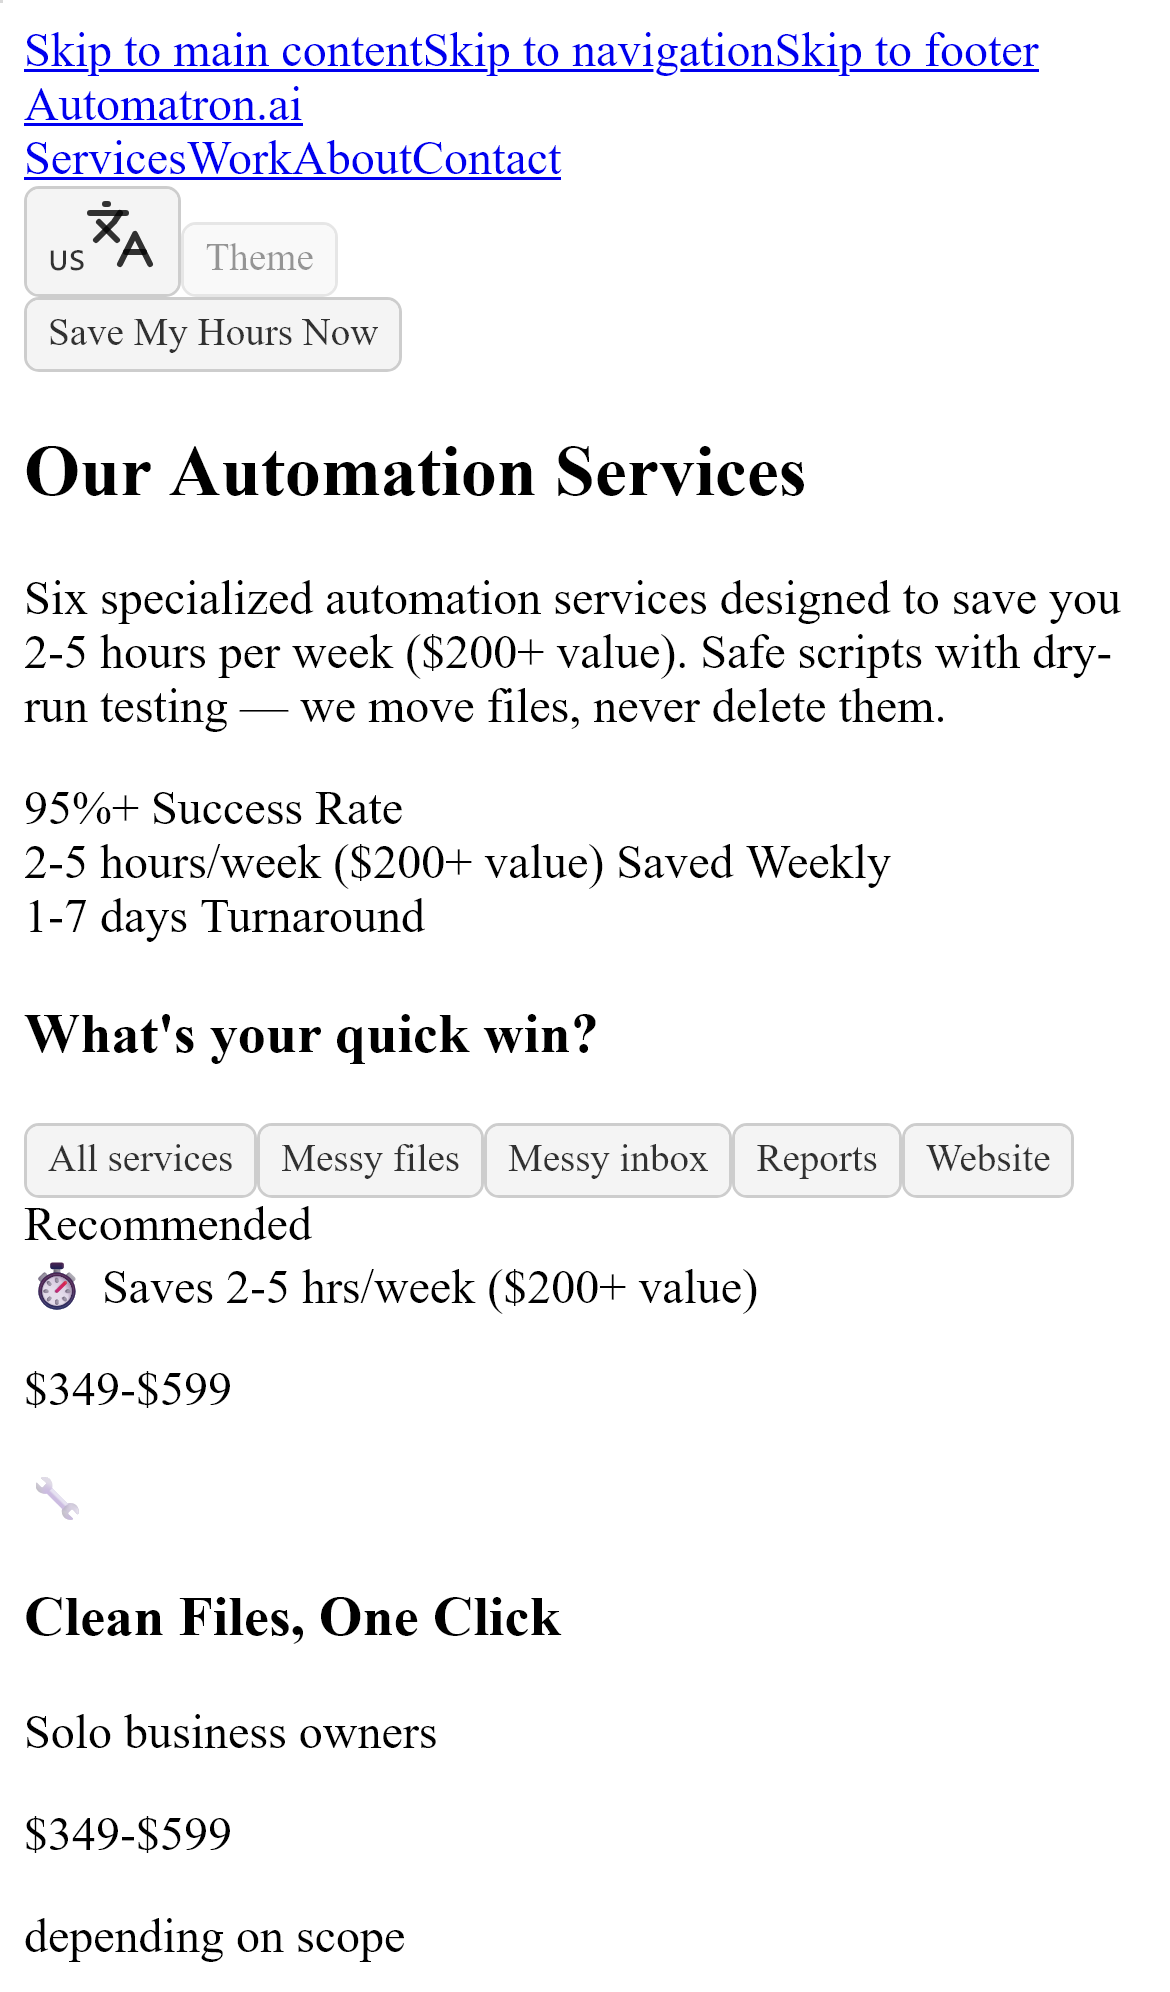 Skip to main contentSkip to navigationSkip to footer
Automatron.ai
ServicesWorkAboutContact
US Theme
Save My Hours Now
Our Automation Services
Six specialized automation services designed to save you
2-5 hours per week ($200+ value). Safe scripts with dry-
run testing — we move files, never delete them.
95%+ Success Rate
2-5 hours/week ($200+ value) Saved Weekly
1-7 days Turnaround
What's your quick win?
All services Messy files Messy inbox Reports Website
Recommended
⏱️ Saves 2-5 hrs/week ($200+ value)
$349-$599
🔧
Clean Files, One Click
Solo business owners
$349-$599
depending on scope